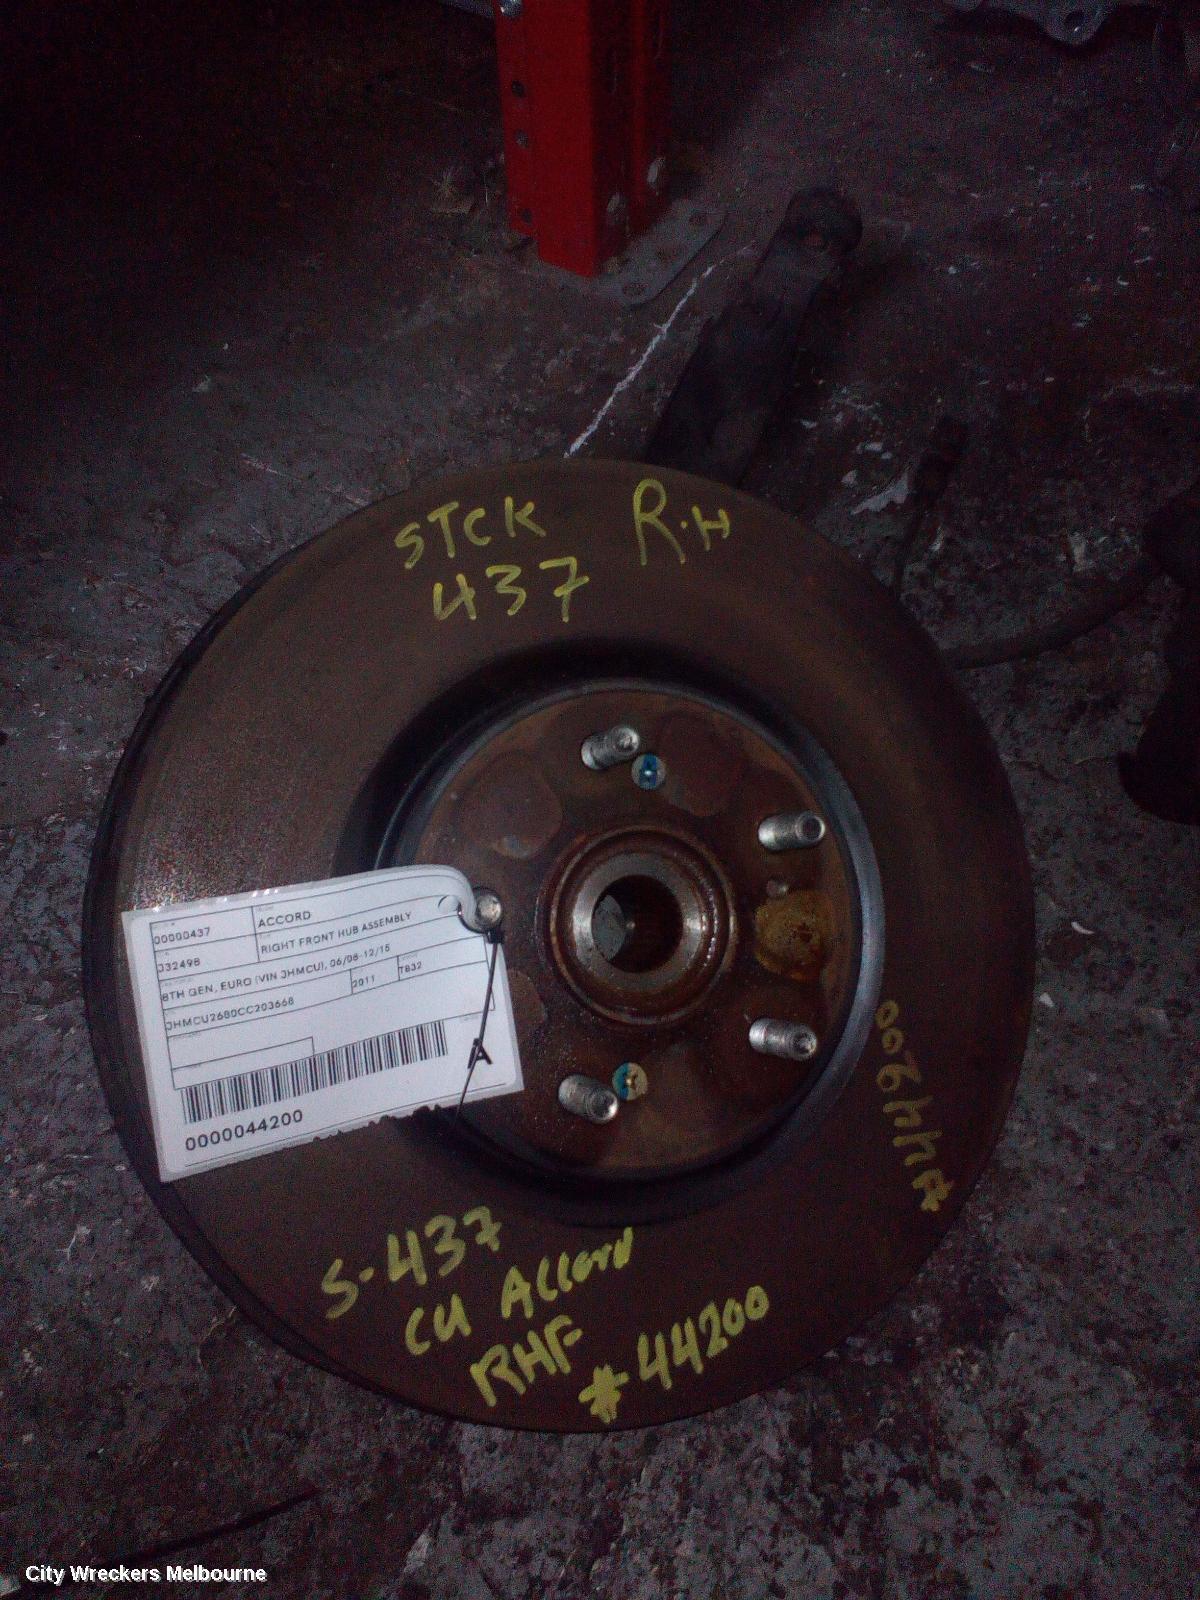 STCK R.H
437
00000437 ACCORD
J32498 RIGHT FRONT HUB ASSEMBLY
8TH GEN, EURO (VIN JHMCU), 06/08-12/15
JHMCU2680CC203668 2011 T832
A
0000044200
#44200
S-437
CU Accord
RHF
#44200
City Wreckers Melbourne